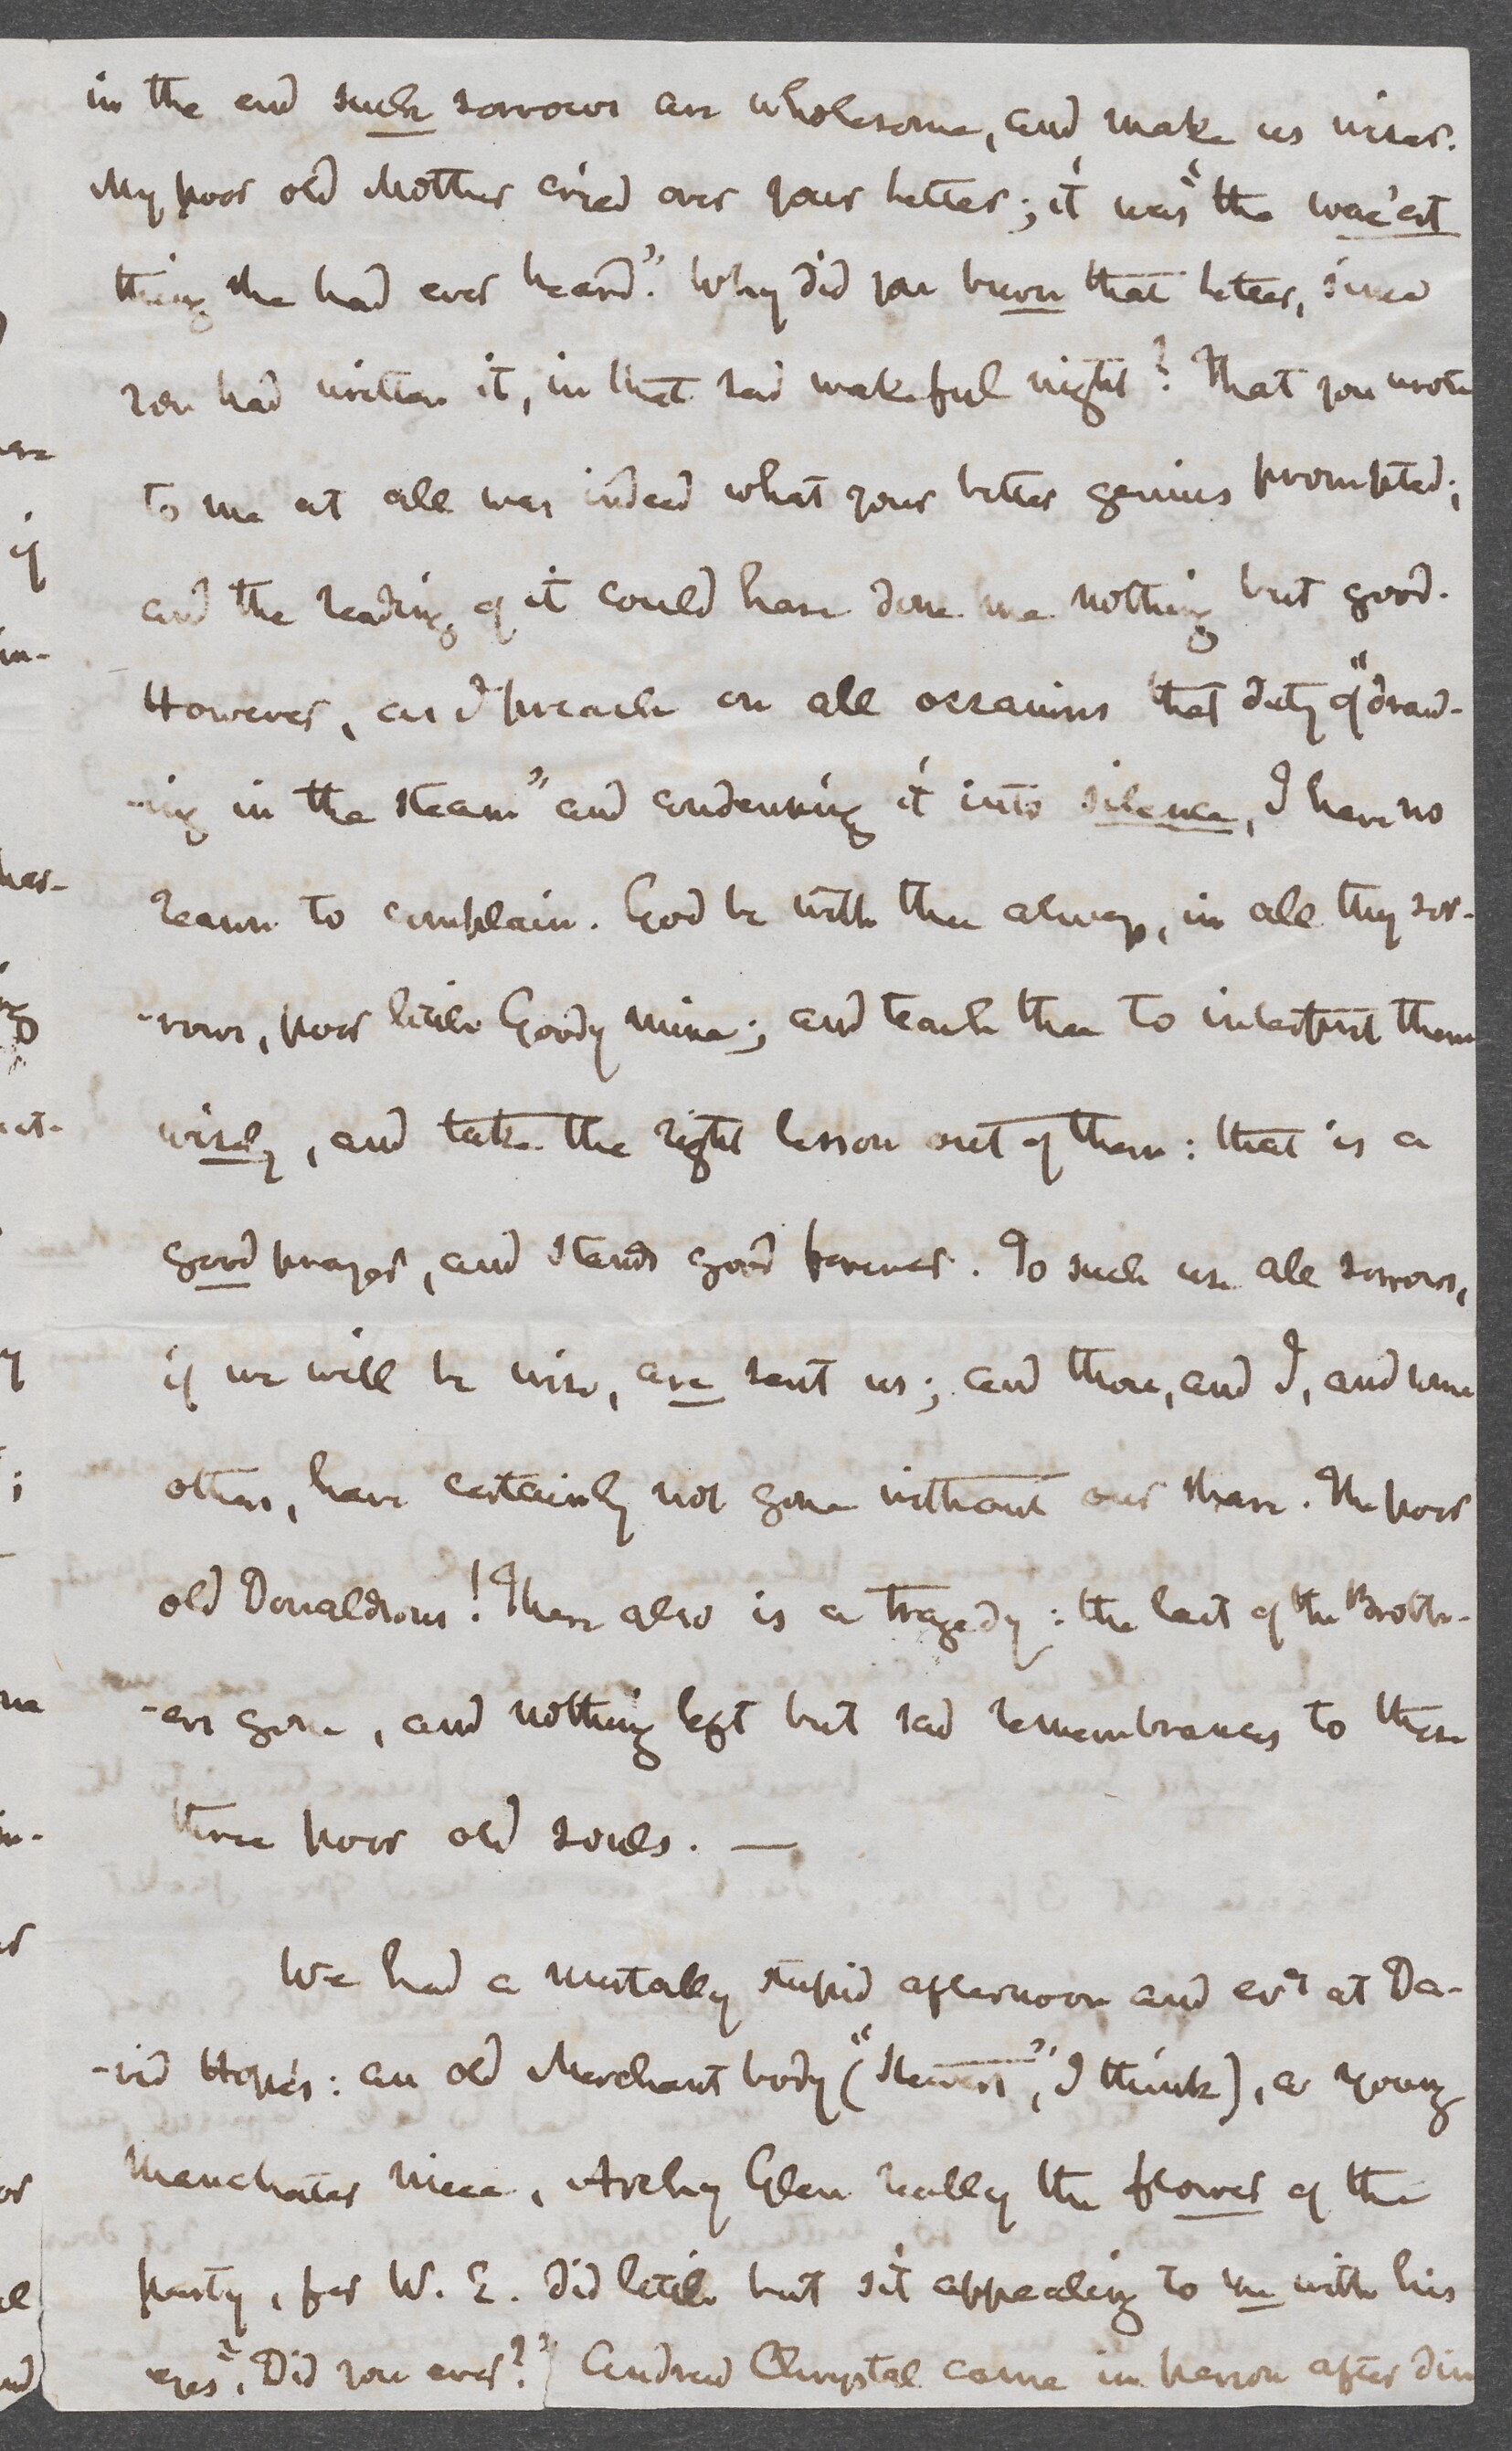 in the end such sorrows are wholesome, and make us wiser.
My poor old Mother cried over your letter; it was "the wae'est
thing she had ever heard." Why did you burn that letter, since
you had written it, in that sad wakeful night? That you wrote
to me at all was indeed what your better genius prompted;
and the reading of it could have done me nothing but good.
However, as I preach on all occasions that duty of "draw-
-ing in the steam" and condensing it into silence, I have no
reason to complain. God be with thee always, in all thy sor-
-rows, poor little Goody mine; and teach thee to interpret them
wisely, and take the right lesson out of them: that is a
good prayer, and stands good forever. To such use all sorrows,
if we will be wise, are sent us; and thou, and I, and some
others, have certainly not gone without our share. The poor
old Donaldsons! There also is a tragedy: the last of the Broth-
-ers gone, and nothing left but sad remembrances to these
three poor old souls. —
We had a mortally stupid afternoon and evg at Da-
-vid Hope's: an old Merchant body ("Stewart", I think), a young
Manchester niece, Archy Glen really the flower of the
party, for W. E. did little but sit appealing to me with his
eyes, "Did you ever?" Andrew Chrystal came in person after din